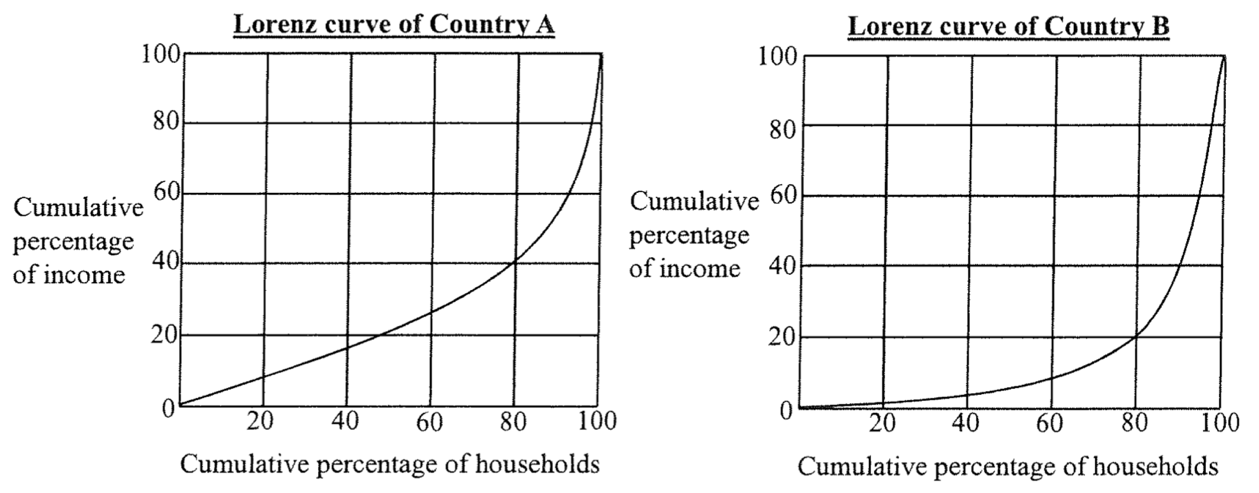 Lorenz curve of Country A
100
80
60
40
20
0
Cumulative
percentage
of income
20 40 60 80 100
Cumulative percentage of households
Lorenz curve of Country B
100
80
60
40
20
0
Cumulative
percentage
of income
20 40 60 80 100
Cumulative percentage of households